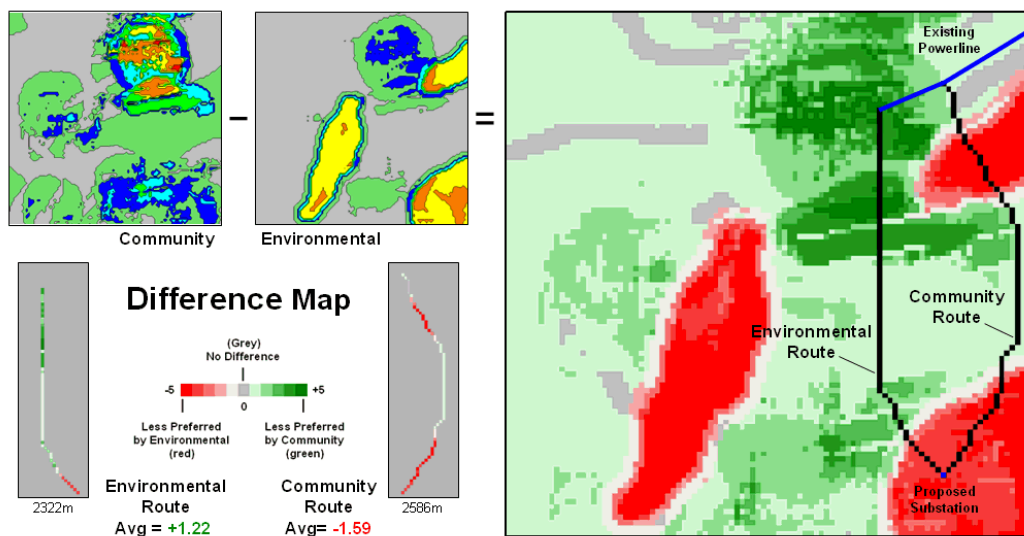 Community
−
Environmental
=
Existing
Powerline
Environmental
Route
Community
Route
Proposed
Substation
Difference Map
(Grey)
No Difference
-5
+5
0
Less Preferred
by Environmental
(red)
Less Preferred
by Community
(green)
2322m
Environmental
Route
Avg = +1.22
Community
Route
Avg= -1.59
2586m